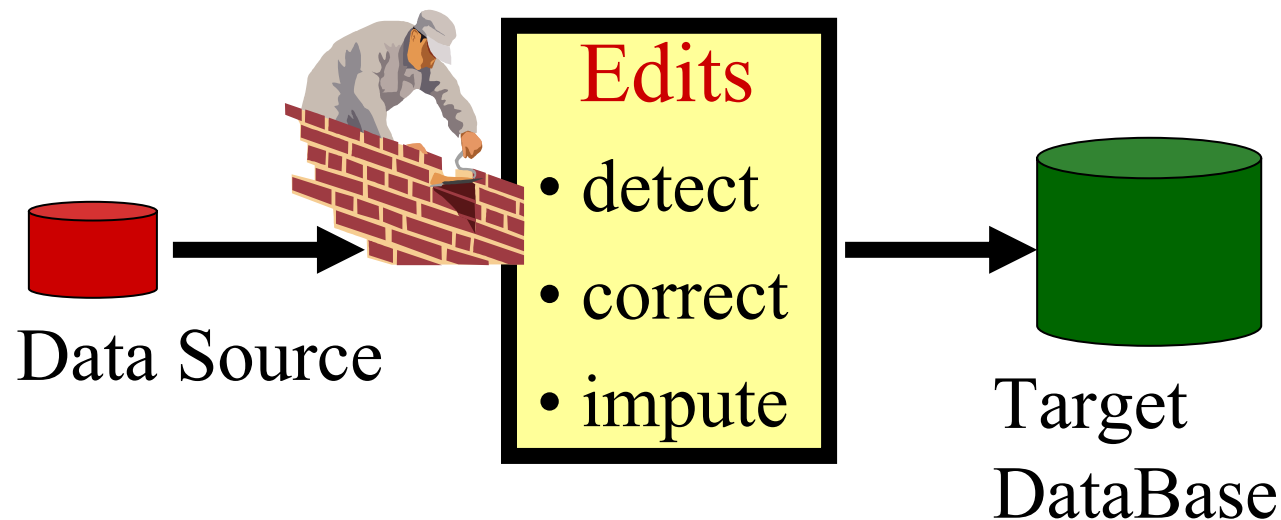 Edits
• detect
• correct
• impute
Data Source
Target
DataBase